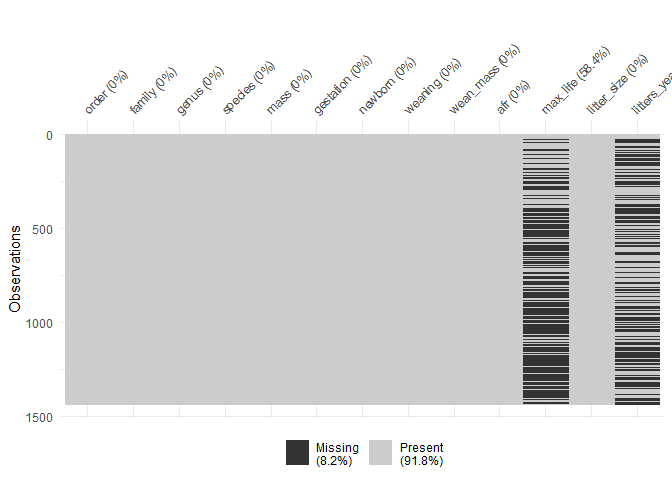 order (0%)
family (0%)
genus (0%)
species (0%)
mass (0%)
gestation (0%)
newborn (0%)
weaning (0%)
wean_mass (0%)
afr (0%)
max_life (58.4%)
litter_size (0%)
litters_yea
0
500
1000
1500
Observations
Missing
(8.2%)
Present
(91.8%)